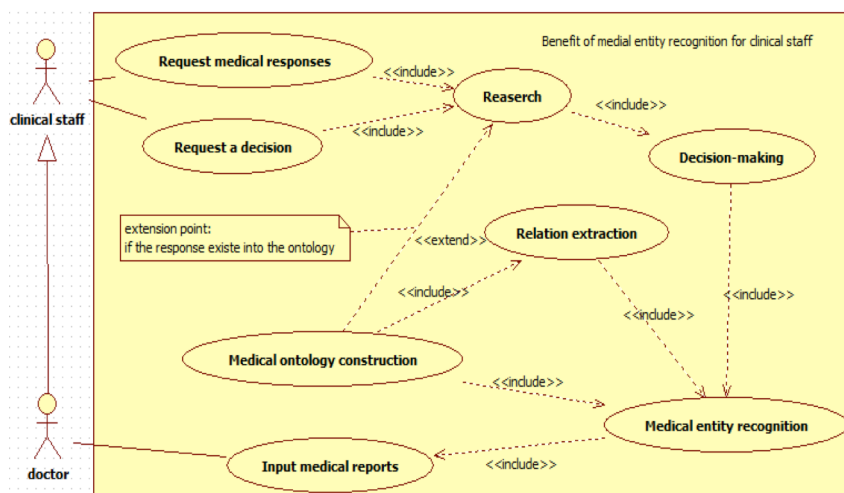 Benefit of medial entity recognition for clinical staff
Request medical responses
<<include>>
Reaserch
<<include>>
clinical staff
<<include>>
Request a decision
Decision-making
extension point:
if the response existe into the ontology
<<extend>>
Relation extraction
<<include>>
<<include>>
<<include>>
Medical ontology construction
<<include>>
Medical entity recognition
Input medical reports
<<include>>
doctor